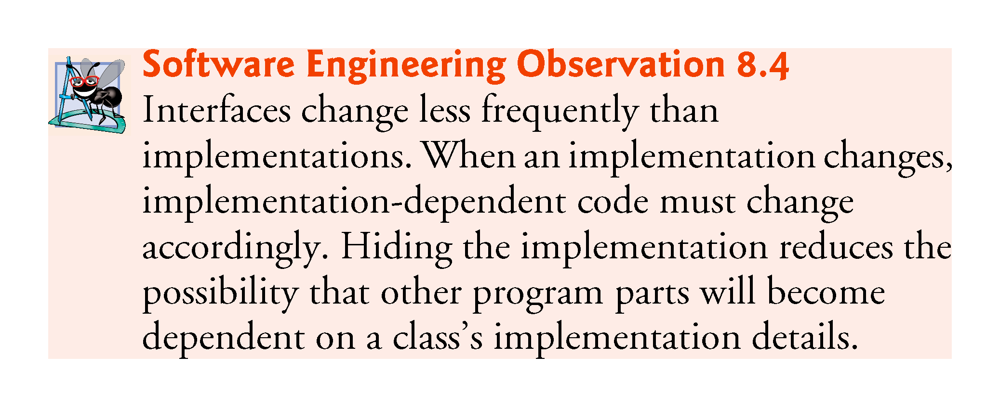 Software Engineering Observation 8.4
Interfaces change less frequently than
implementations. When an implementation changes,
implementation-dependent code must change
accordingly. Hiding the implementation reduces the
possibility that other program parts will become
dependent on a class’s implementation details.